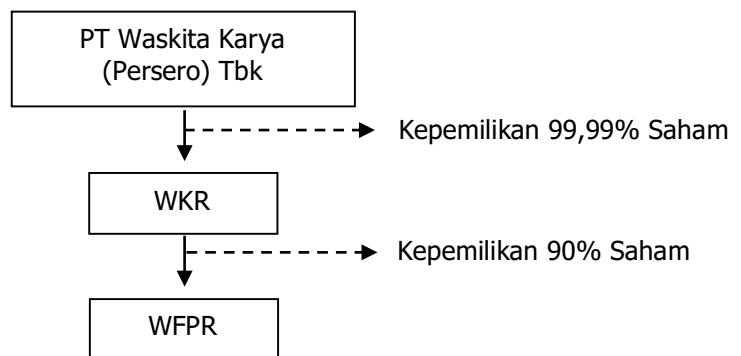 PT Waskita Karya
(Persero) Tbk
Kepemilikan 99,99% Saham
WKR
Kepemilikan 90% Saham
WFPR